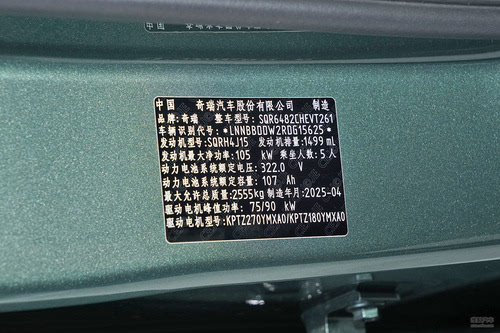 中国 奇瑞汽车股份有限公司 制造
品牌:奇瑞 整车型号:SQR6482CHEVT261
车辆识别代号:*LNNBBDDW2RDG15625*
发动机型号:SQRH4J15 发动机排量:1499mL
发动机最大净功率:105 kW 乘坐人数:5人
动力电池系统额定电压:322.0 V
动力电池系统额定容量:107 Ah
最大允许总质量:2555kg 制造年月:2025-04
驱动电机峰值功率:75/90 kW
驱动电机型号:KPTZ270YMXA0/KPTZ180YMXA0